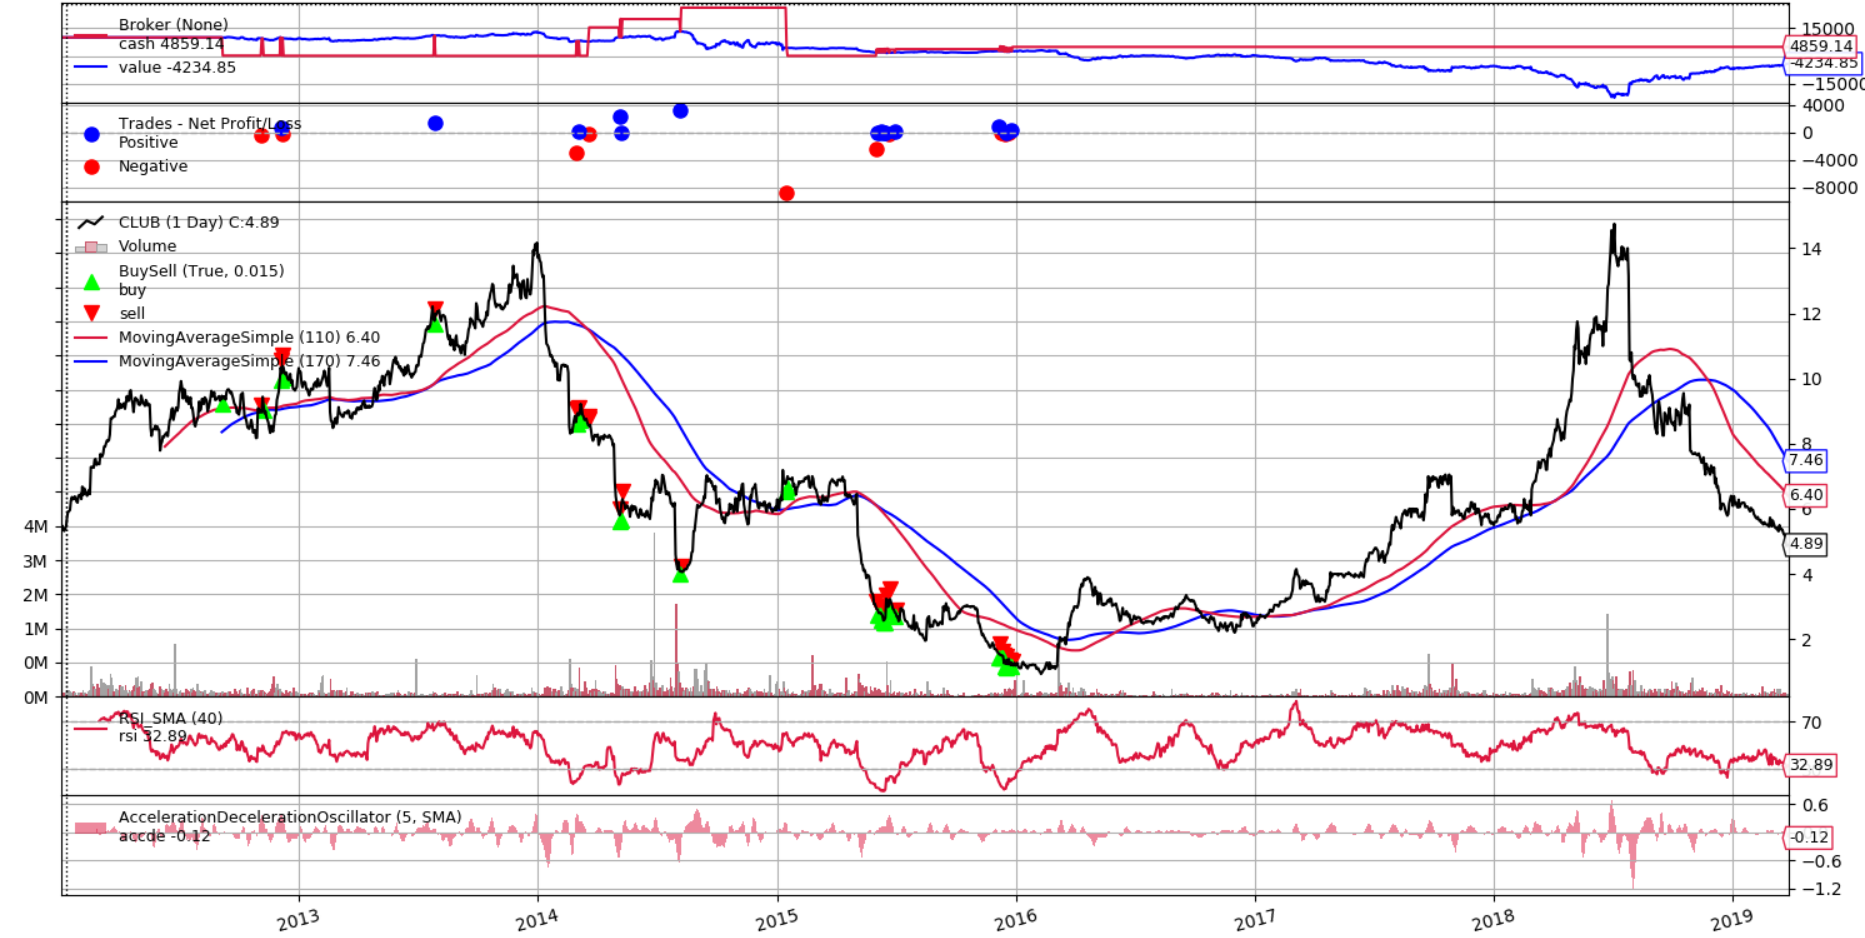 Broker (None)
cash 4859.14
value -4234.85
15000
4859.14
-4234.85
−15000
Trades - Net Profit/Loss
Positive
Negative
4000
0
−4000
−8000
CLUB (1 Day) C:4.89
Volume
BuySell (True, 0.015)
buy
sell
MovingAverageSimple (110) 6.40
MovingAverageSimple (170) 7.46
14
12
10
8
7.46
6.40
6
4.89
4
2
4M
3M
2M
1M
0M
0M
RSI_SMA (40)
rsi 32.89
70
32.89
AccelerationDecelerationOscillator (5, SMA)
accde -0.12
0.6
-0.12
−0.6
−1.2
2013
2014
2015
2016
2017
2018
2019